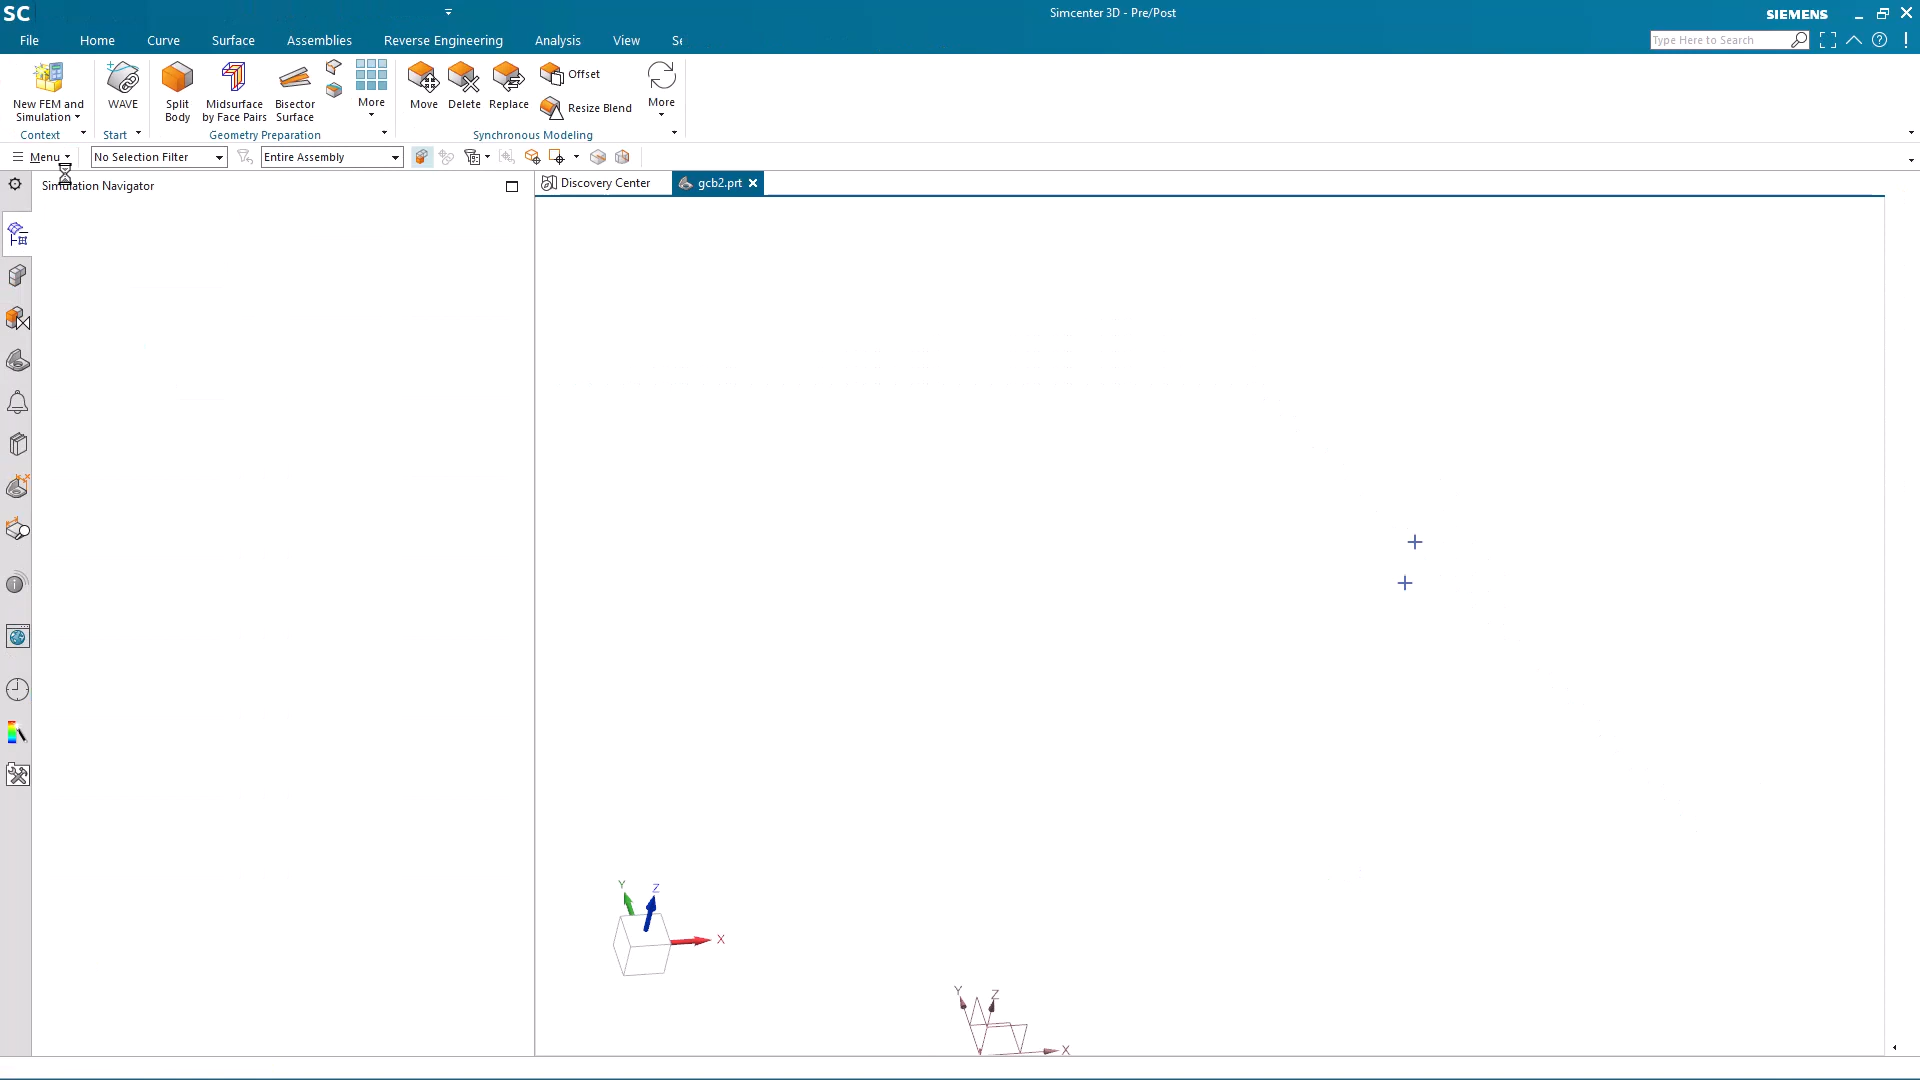 SC
Simcenter 3D - Pre/Post
SIEMENS
File
Home
Curve
Surface
Assemblies
Reverse Engineering
Analysis
View
Se
Type Here to Search
New FEM and
Simulation
WAVE
Split
Body
Midsurface
by Face Pairs
Bisector
Surface
More
Move
Delete
Replace
Offset
Resize Blend
More
Context
Start
Geometry Preparation
Synchronous Modeling
Menu
No Selection Filter
Entire Assembly
Simulation Navigator
Discovery Center
gcb2.prt
Y
Z
X
Y
Z
X